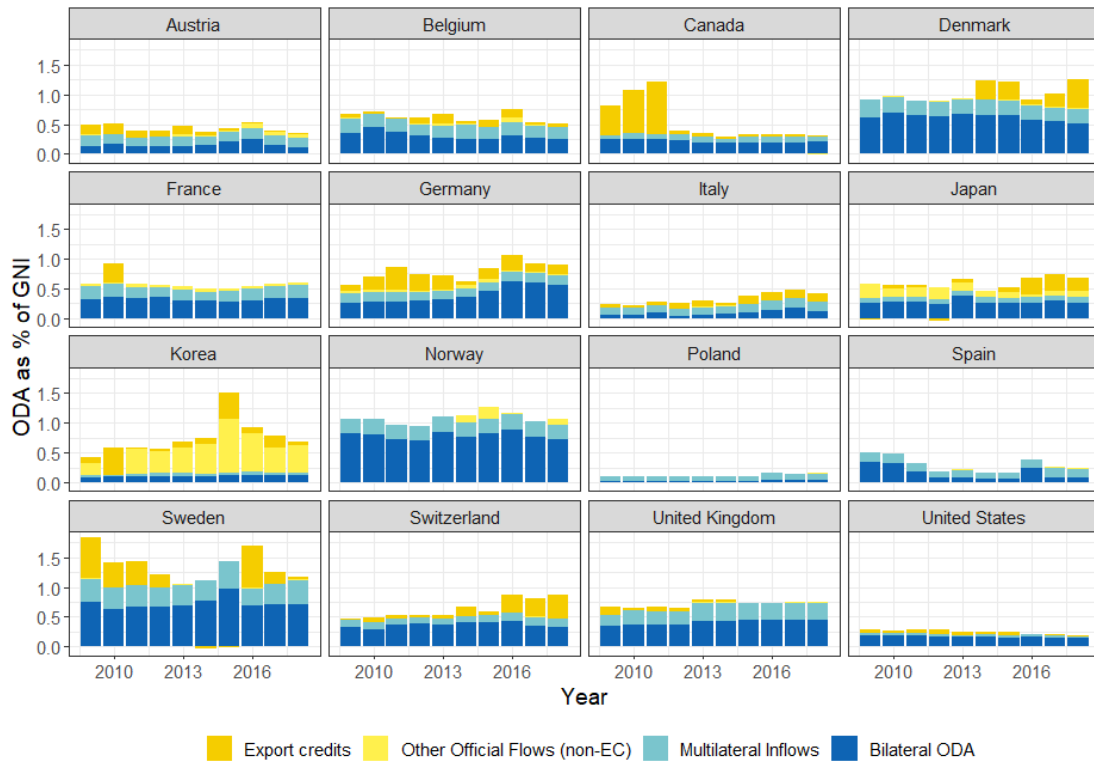 Austria Belgium Canada Denmark
1.5
1.0
0.5
0.0
France Germany Italy Japan
1.5
1.0
0.5
0.0
ODA as % of GNI
Korea Norway Poland Spain
1.5
1.0
0.5
0.0
Sweden Switzerland United Kingdom United States
1.5
1.0
0.5
0.0
2010 2013 2016 2010 2013 2016 2010 2013 2016 2010 2013 2016
Year
Export credits Other Official Flows (non-EC) Multilateral Inflows Bilateral ODA